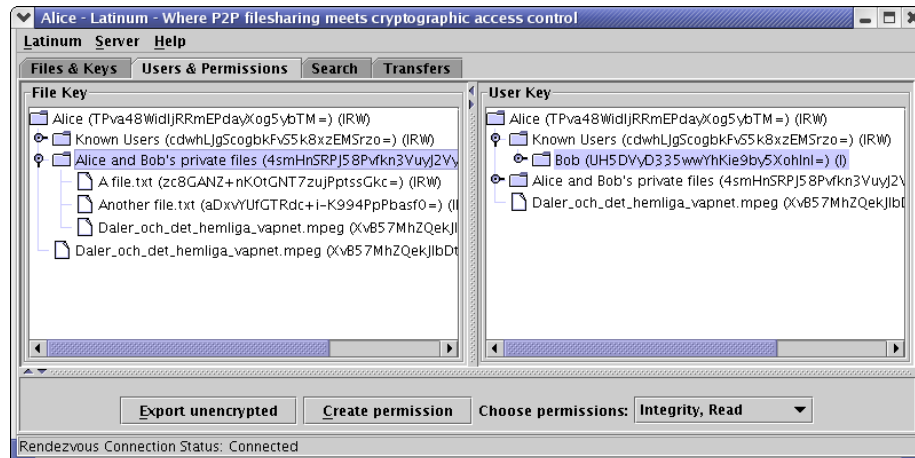 Alice - Latinum - Where P2P filesharing meets cryptographic access control
Latinum Server Help
Files & Keys Users & Permissions Search Transfers
File Key
Alice (TPva48WidljRRmEPdayXog5ybTM=) (IRW)
Known Users (cdwhLJgScogbkFvS5k8xzEMSrzo=) (IRW)
Alice and Bob's private files (4smHnSRPJ58Pvfkn3VuyJ2Vy
A file.txt (zc8GANZ+nKOtGNT7zujPptssGkc=) (IRW)
Another file.txt (aDxvYUfGTRdc+i-K994PpPbasf0=) (I
Daler_och_det_hemliga_vapnet.mpeg (XvB57MhZQekJl
Daler_och_det_hemliga_vapnet.mpeg (XvB57MhZQekJlbDt
User Key
Alice (TPva48WidljRRmEPdayXog5ybTM=) (IRW)
Known Users (cdwhLJgScogbkFvS5k8xzEMSrzo=) (IRW)
Bob (UH5DVyD335wwYhKie9by5XohlnI=) (I)
Alice and Bob's private files (4smHnSRPJ58Pvfkn3VuyJ2V
Daler_och_det_hemliga_vapnet.mpeg (XvB57MhZQekJlbD
Export unencrypted Create permission Choose permissions: Integrity, Read
Rendezvous Connection Status: Connected